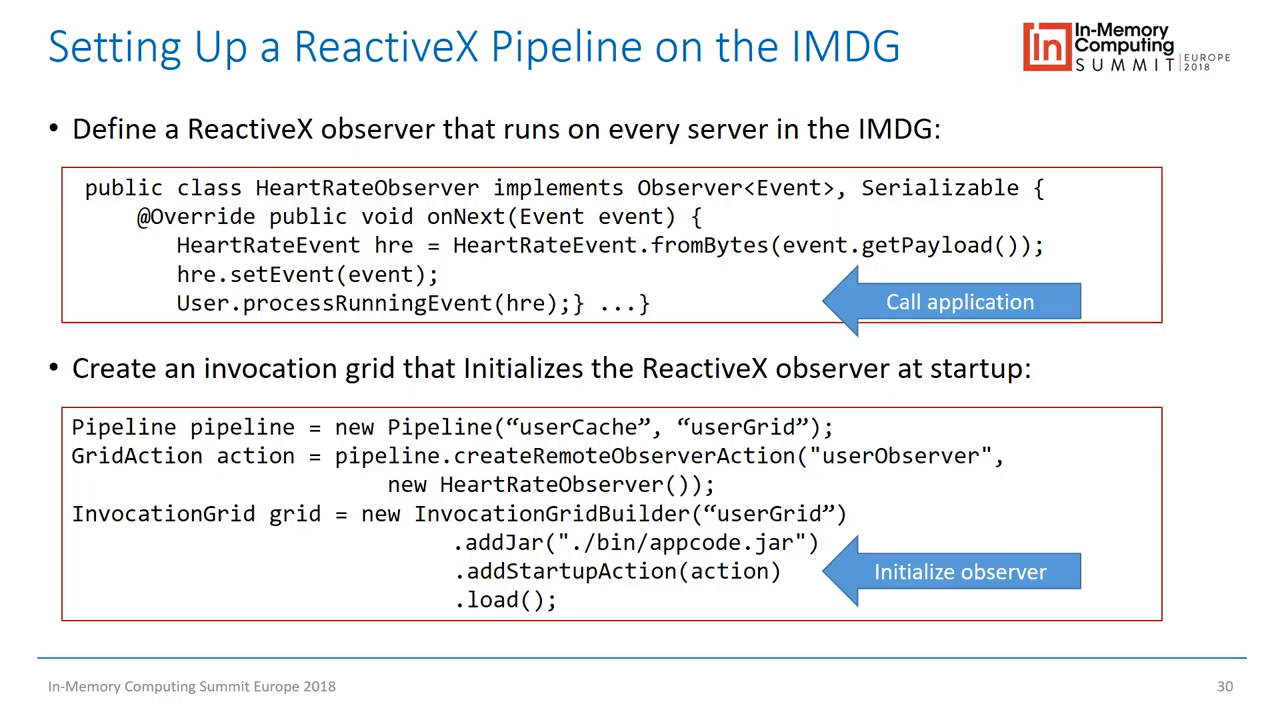 Setting Up a ReactiveX Pipeline on the IMDG
In-Memory
Computing
SUMMIT
EUROPE
2018
• Define a ReactiveX observer that runs on every server in the IMDG:
public class HeartRateObserver implements Observer<Event>, Serializable {
@Override public void onNext(Event event) {
HeartRateEvent hre = HeartRateEvent.fromBytes(event.getPayload());
hre.setEvent(event);
User.processRunningEvent(hre);} ...}
Call application
• Create an invocation grid that Initializes the ReactiveX observer at startup:
Pipeline pipeline = new Pipeline(“userCache”, “userGrid”);
GridAction action = pipeline.createRemoteObserverAction("userObserver",
new HeartRateObserver());
InvocationGrid grid = new InvocationGridBuilder(“userGrid”)
.addJar("./bin/appcode.jar")
.addStartupAction(action)
.load();
Initialize observer
In-Memory Computing Summit Europe 2018
30